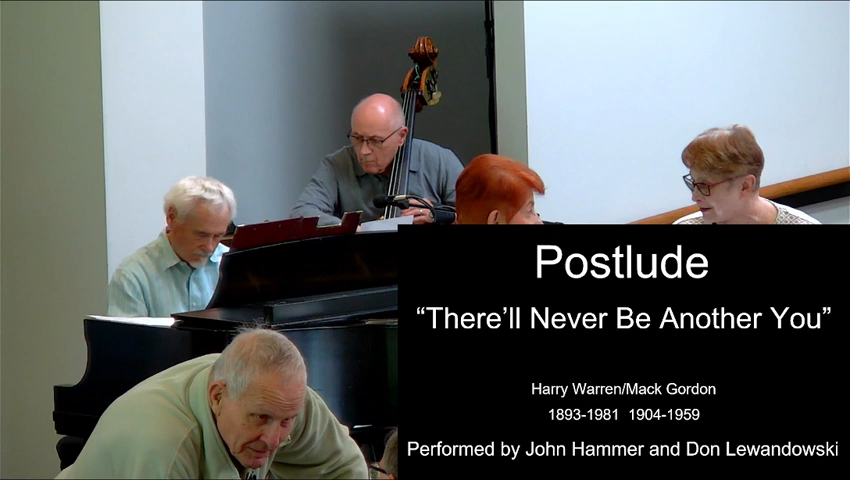 Postlude
“There’ll Never Be Another You”
Harry Warren/Mack Gordon
1893-1981  1904-1959
Performed by John Hammer and Don Lewandowski